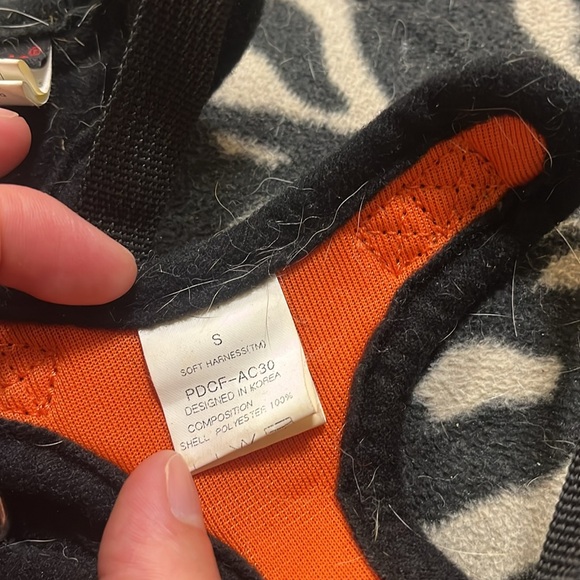 S
SOFT HARNESS(TM)
PDCF-AC30
DESIGNED IN KOREA
COMPOSITION
SHELL POLYESTER 100%